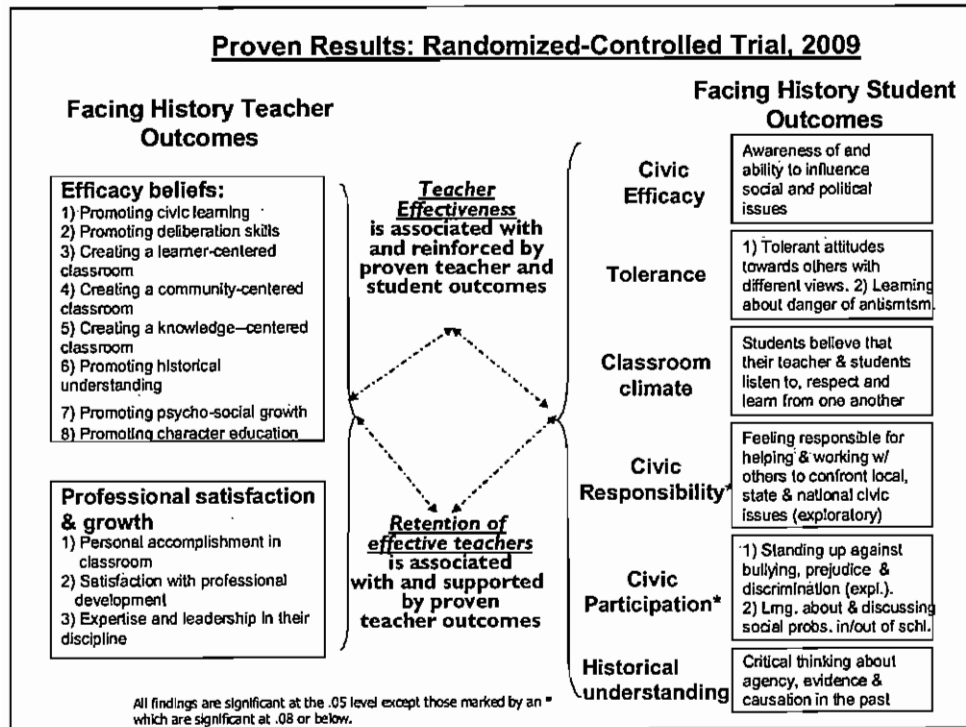 Proven Results: Randomized-Controlled Trial, 2009
Facing History Teacher
Outcomes
Efficacy beliefs:
1) Promoting civic learning
2) Promoting deliberation skills
3) Creating a learner-centered
classroom
4) Creating a community-centered
classroom
5) Creating a knowledge–centered
classroom
6) Promoting historical
understanding
7) Promoting psycho-social growth
8) Promoting character education
Professional satisfaction
& growth
1) Personal accomplishment in
classroom
2) Satisfaction with professional
development
3) Expertise and leadership in their
discipline
Teacher
Effectiveness
is associated with
and reinforced by
proven teacher and
student outcomes
Retention of
effective teachers
is associated
with and supported
by proven
teacher outcomes
Facing History Student
Outcomes
Civic
Efficacy
Awareness of and
ability to influence
social and political
issues
Tolerance
1) Tolerant attitudes
towards others with
different views. 2) Learning
about danger of antismtsm.
Classroom
climate
Students believe that
their teacher & students
listen to, respect and
learn from one another
Civic
Responsibility*
Feeling responsible for
helping & working w/
others to confront local,
state & national civic
issues (exploratory)
Civic
Participation*
1) Standing up against
bullying, prejudice &
discrimination (expl.).
2) Lrng. about & discussing
social probs. in/out of schl.
Historical
understanding
Critical thinking about
agency, evidence &
causation in the past
All findings are significant at the .05 level except those marked by an *
which are significant at .08 or below.